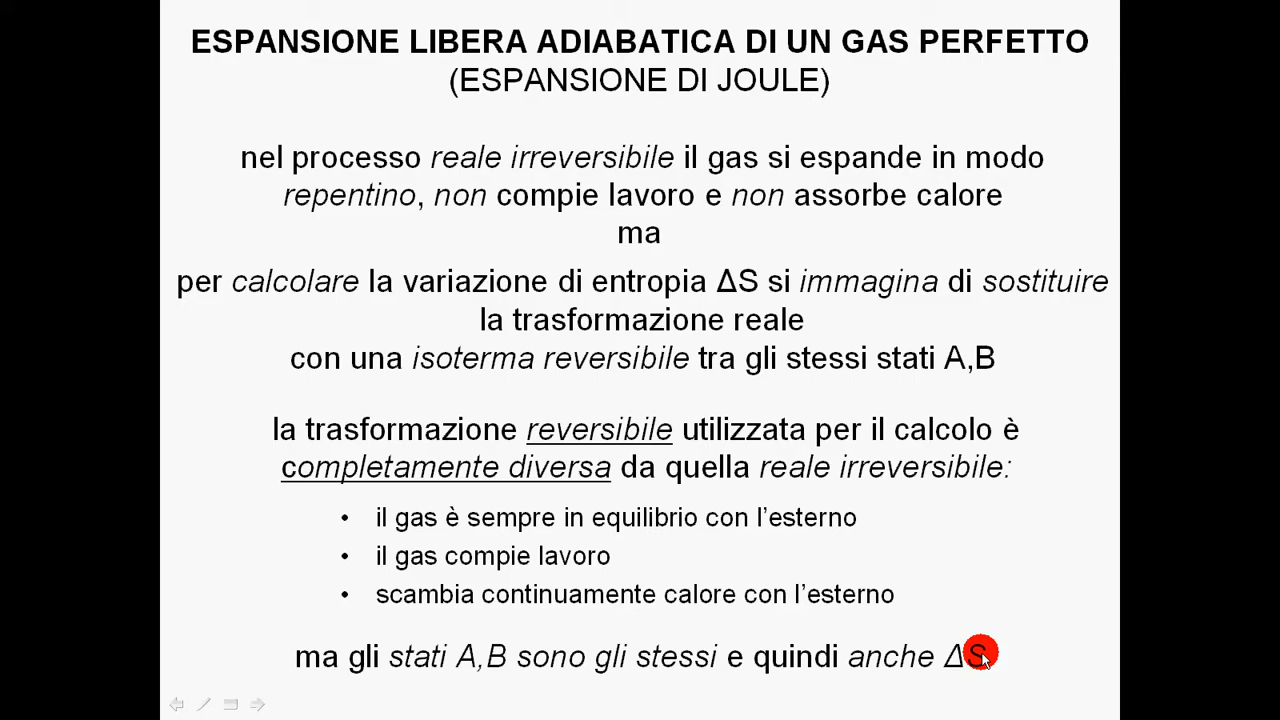 ESPANSIONE LIBERA ADIABATICA DI UN GAS PERFETTO
(ESPANSIONE DI JOULE)
nel processo reale irreversibile il gas si espande in modo
repentino, non compie lavoro e non assorbe calore
ma
per calcolare la variazione di entropia ΔS si immagina di sostituire
la trasformazione reale
con una isoterma reversibile tra gli stessi stati A,B
la trasformazione reversibile utilizzata per il calcolo è
completamente diversa da quella reale irreversibile:
• il gas è sempre in equilibrio con l’esterno
• il gas compie lavoro
• scambia continuamente calore con l’esterno
ma gli stati A,B sono gli stessi e quindi anche ΔS